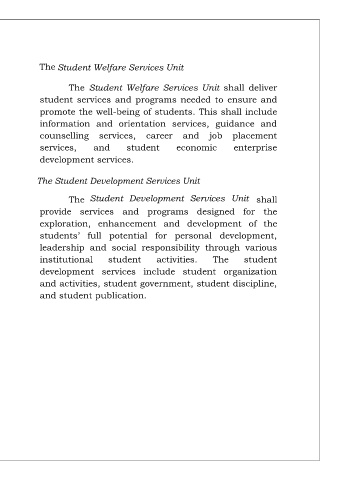 The Student Welfare Services Unit
The Student Welfare Services Unit shall deliver
student services and programs needed to ensure and
promote the well-being of students. This shall include
information and orientation services, guidance and
counselling services, career and job placement
services, and student economic enterprise
development services.
The Student Development Services Unit
The Student Development Services Unit shall
provide services and programs designed for the
exploration, enhancement and development of the
students' full potential for personal development,
leadership and social responsibility through various
institutional student activities. The student
development services include student organization
and activities, student government, student discipline,
and student publication.